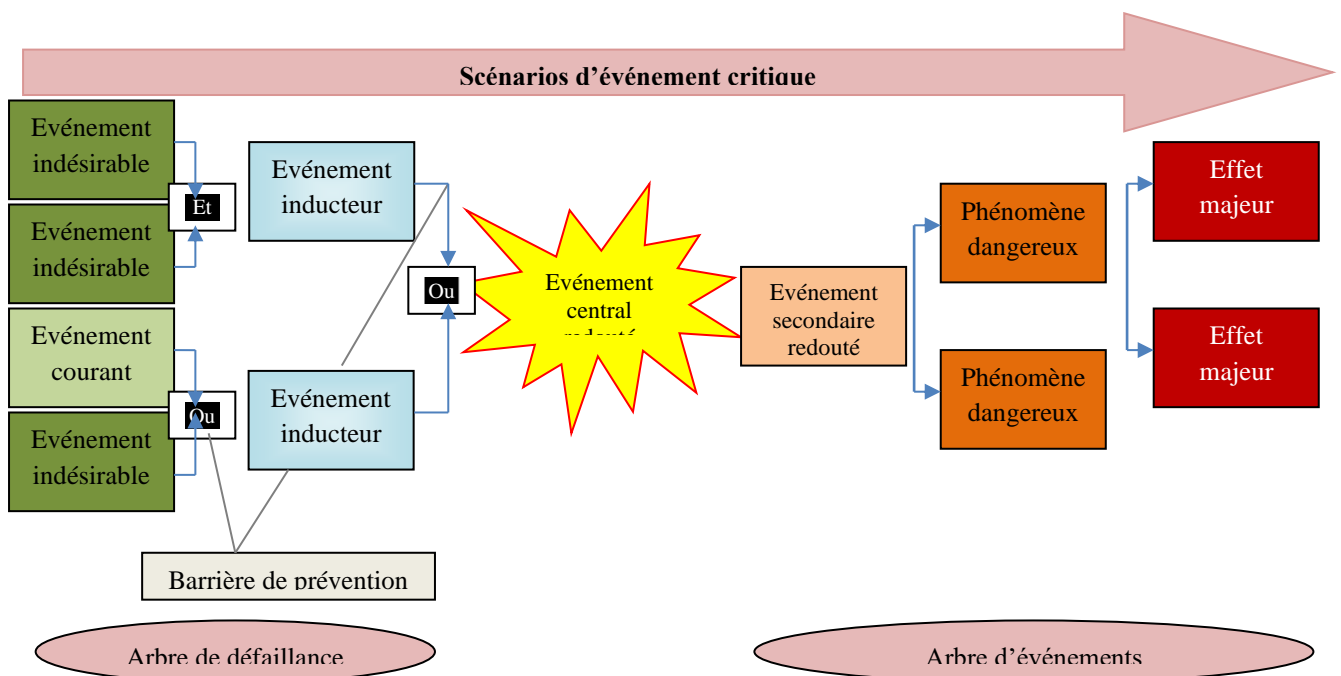 Scénarios d’événement critique
Evénement
indésirable
Et
Evénement
indésirable
Evénement
courant
Ou
Evénement
indésirable
Evénement
inducteur
Evénement
inducteur
Ou
Evénement
central
redouté
Evénement
secondaire
redouté
Phénomène
dangereux
Phénomène
dangereux
Effet
majeur
Effet
majeur
Barrière de prévention
Arbre de défaillance
Arbre d’événements